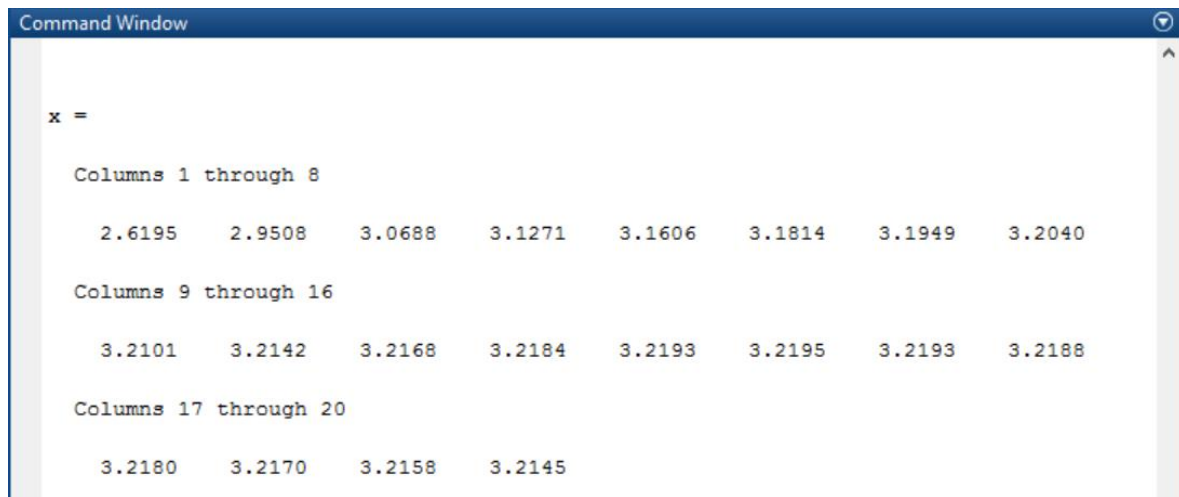 Command Window
x =
Columns 1 through 8
2.6195 2.9508 3.0688 3.1271 3.1606 3.1814 3.1949 3.2040
Columns 9 through 16
3.2101 3.2142 3.2168 3.2184 3.2193 3.2195 3.2193 3.2188
Columns 17 through 20
3.2180 3.2170 3.2158 3.2145